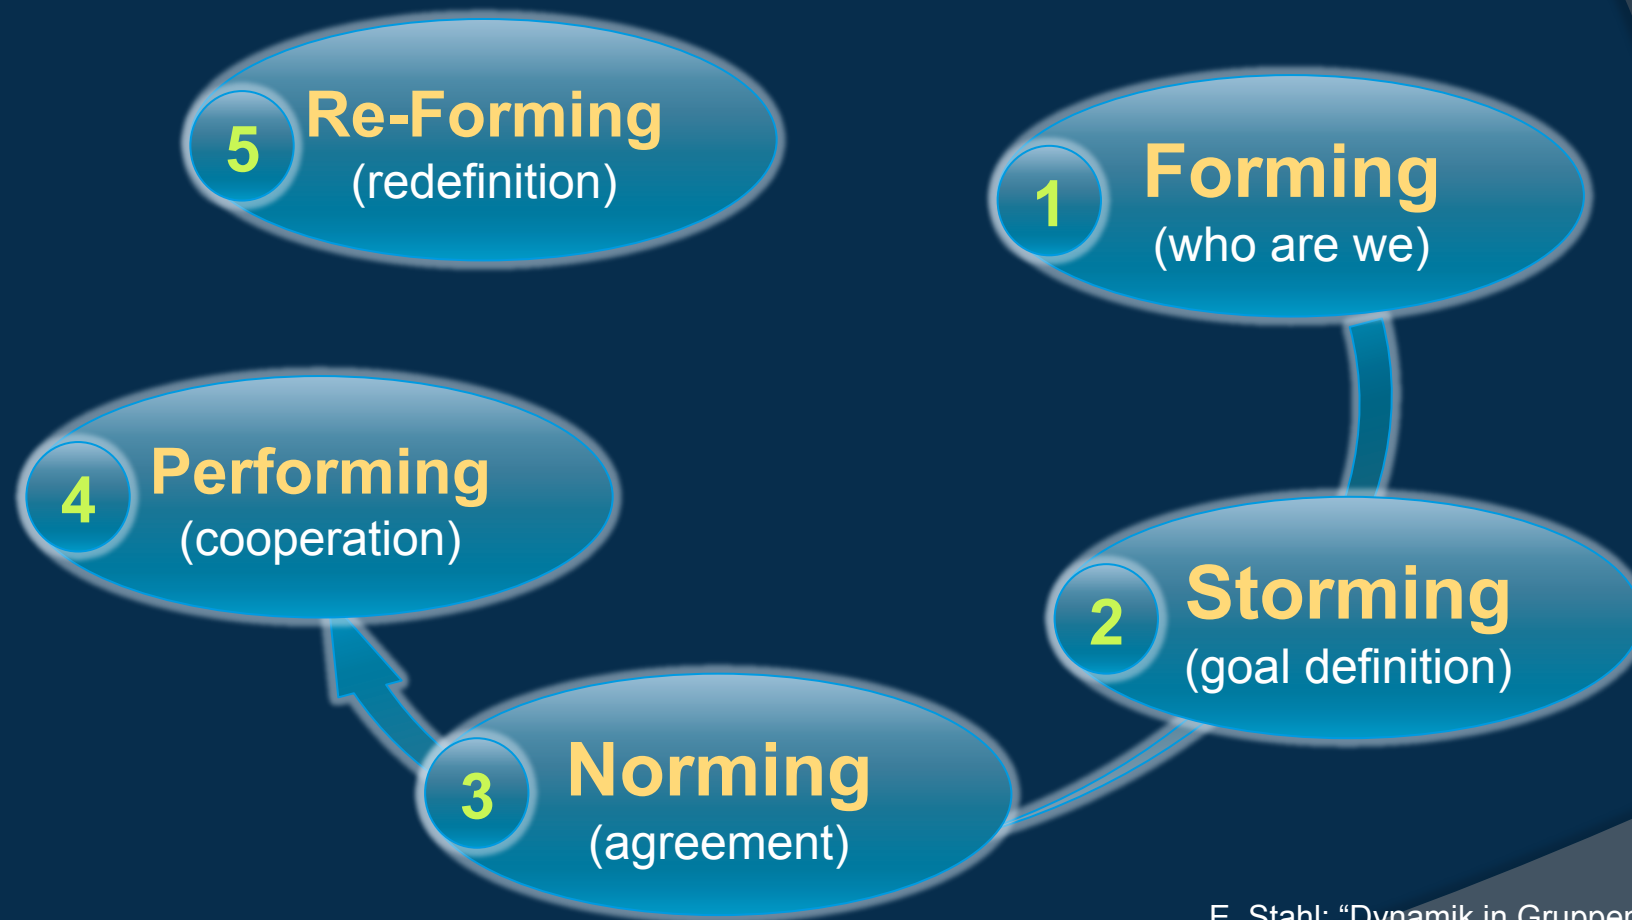 1
Forming
(who are we)
2
Storming
(goal definition)
3
Norming
(agreement)
4
Performing
(cooperation)
5
Re-Forming
(redefinition)
E. Stahl: “Dynamik in Gruppen